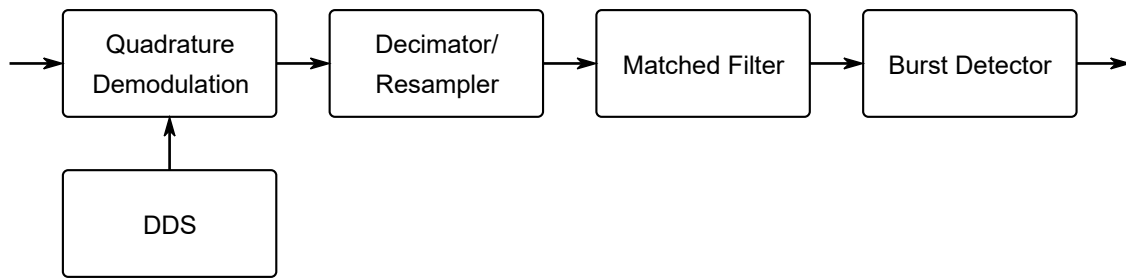 Quadrature
Demodulation
Decimator/
Resampler
Matched Filter
Burst Detector
DDS